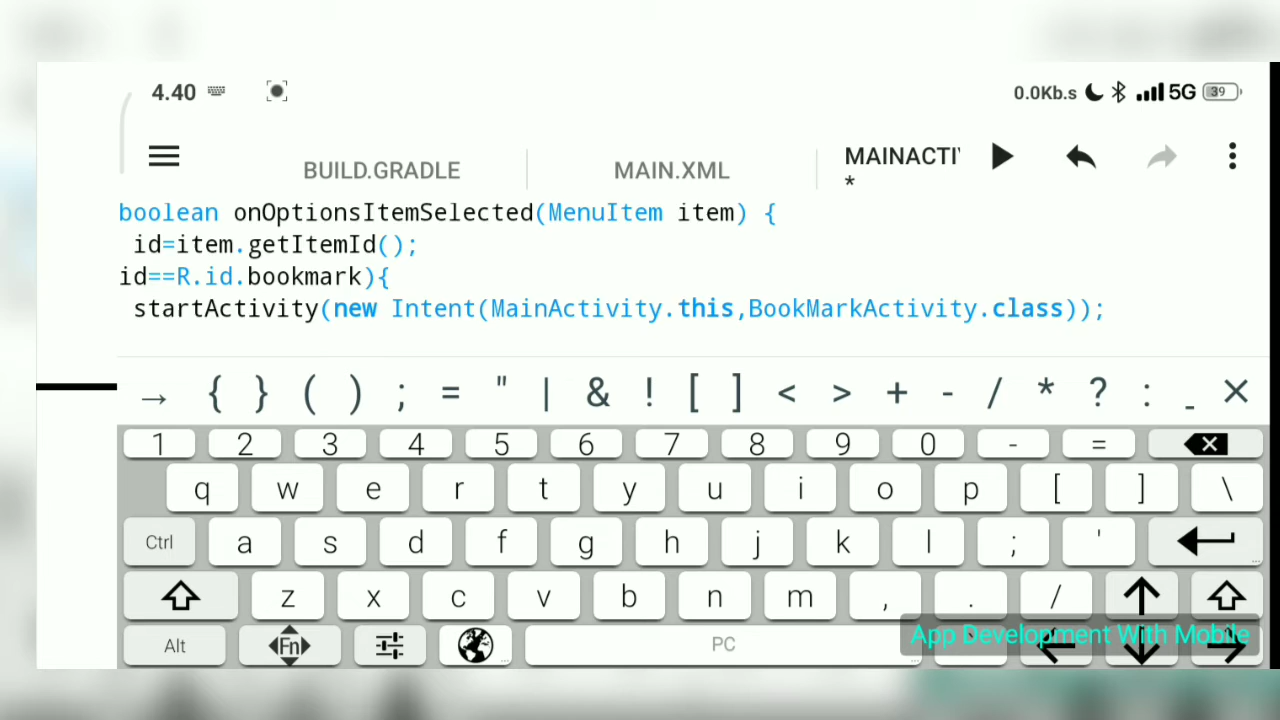 4.40
0.0Kb.s 5G 39
BUILD.GRADLE MAIN.XML MAINACTI
*
boolean onOptionsItemSelected(MenuItem item) {
id=item.getItemId();
id==R.id.bookmark){
startActivity(new Intent(MainActivity.this,BookMarkActivity.class));
→ { } ( ) ; = " | & ! [ ] < > + - / * ? : _ ×
1 2 3 4 5 6 7 8 9 0 - =
q w e r t y u i o p [ ] \
Ctrl a s d f g h j k l ; '
z x c v b n m , . /
App Development With Mobile
Alt Fn PC